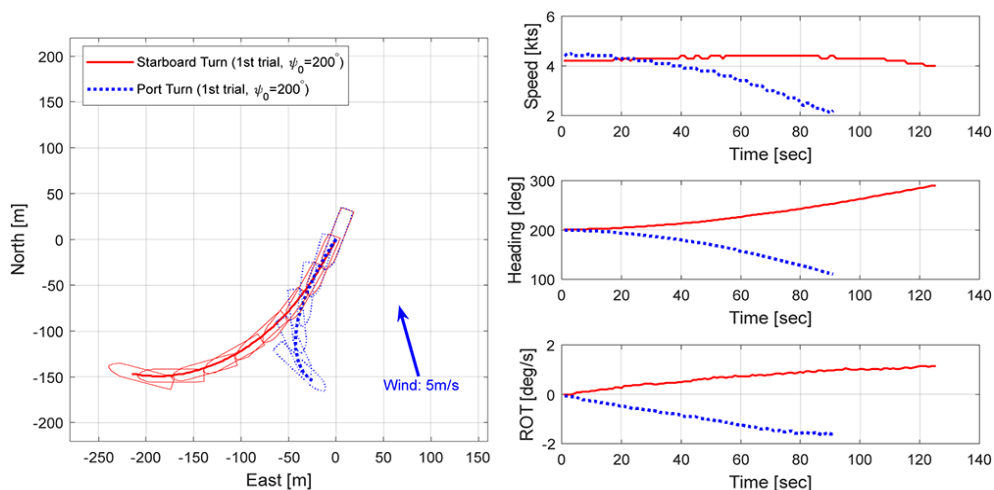 North [m]
200
150
100
50
0
-50
-100
-150
-200
-250 -200 -150 -100 -50 0 50 100 150
East [m]
Starboard Turn (1st trial, ψ₀=200°)
Port Turn (1st trial, ψ₀=200°)
Wind: 5m/s
Speed [kts]
6
4
2
0 20 40 60 80 100 120 140
Time [sec]
Heading [deg]
300
200
100
0 20 40 60 80 100 120 140
Time [sec]
ROT [deg/s]
2
0
-2
0 20 40 60 80 100 120 140
Time [sec]